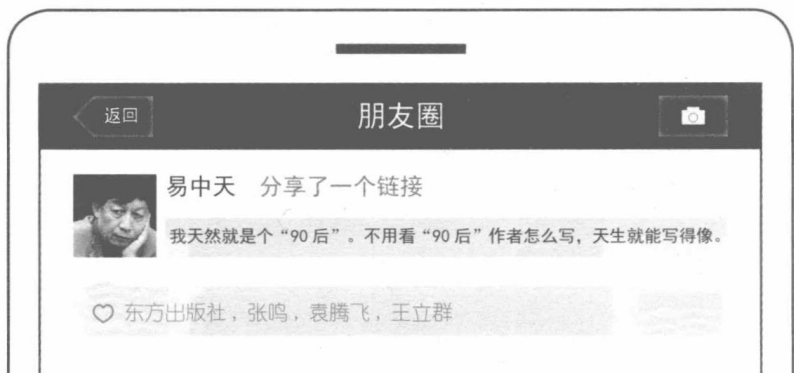 返回 朋友圈
易中天 分享了一个链接
我天然就是个“90后”。不用看“90后”作者怎么写，天生就能写得像。
东方出版社，张鸣，袁腾飞，王立群